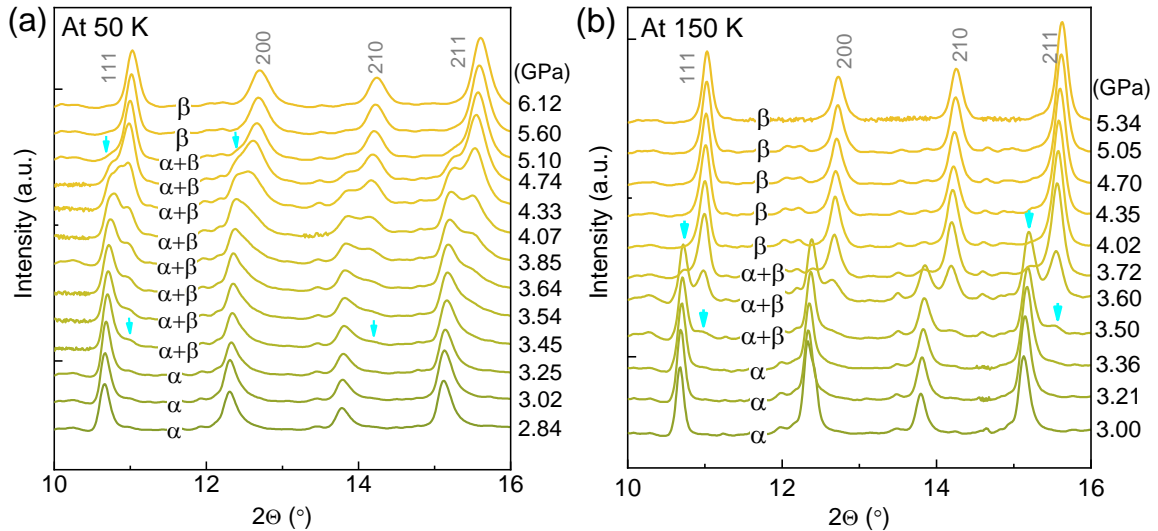 (a)
At 50 K
111
200
210
211
(GPa)
β 6.12
β 5.60
α+β 5.10
α+β 4.74
α+β 4.33
α+β 4.07
α+β 3.85
α+β 3.64
α+β 3.54
α+β 3.45
α 3.25
α 3.02
α 2.84
Intensity (a.u.)
10 12 14 16
2Θ (°)
(b)
At 150 K
111
200
210
211
(GPa)
β 5.34
β 5.05
β 4.70
β 4.35
β 4.02
α+β 3.72
α+β 3.60
α+β 3.50
α 3.36
α 3.21
α 3.00
Intensity (a.u.)
10 12 14 16
2Θ (°)